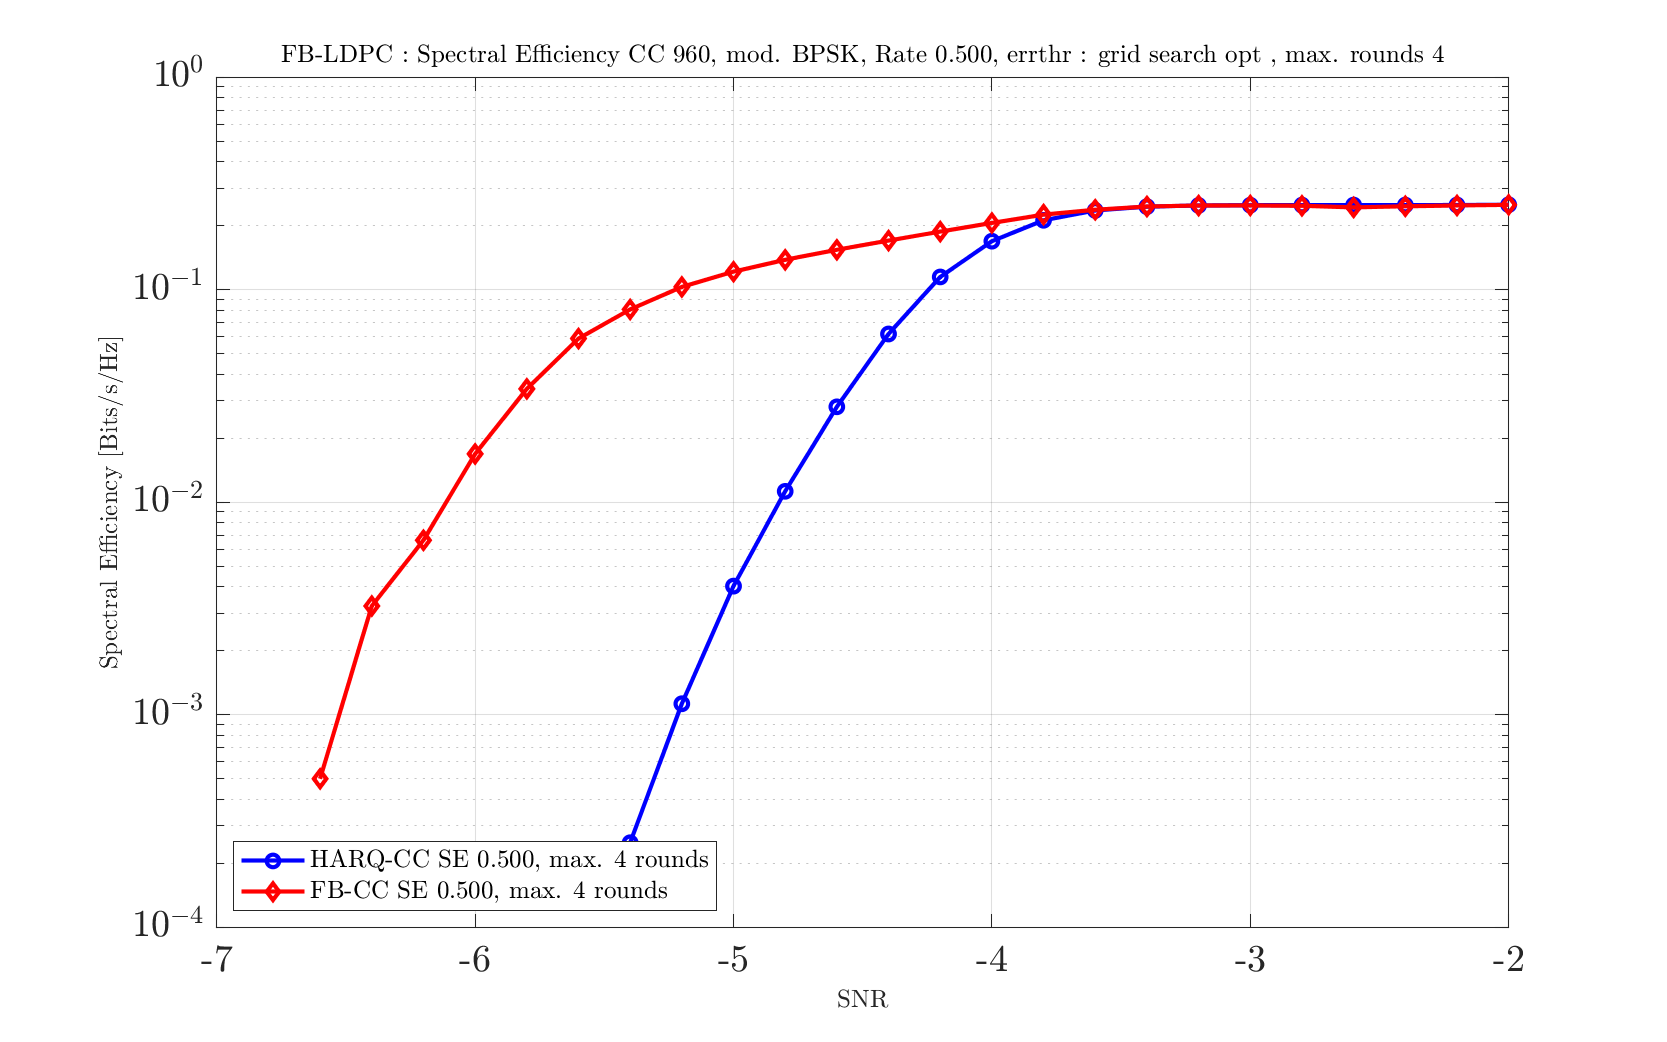 FB-LDPC : Spectral Efficiency CC 960, mod. BPSK, Rate 0.500, errthr : grid search opt , max. rounds 4
10^0
10^{-1}
10^{-2}
10^{-3}
10^{-4}
Spectral Efficiency [Bits/s/Hz]
HARQ-CC SE 0.500, max. 4 rounds
FB-CC SE 0.500, max. 4 rounds
-7 -6 -5 -4 -3 -2
SNR